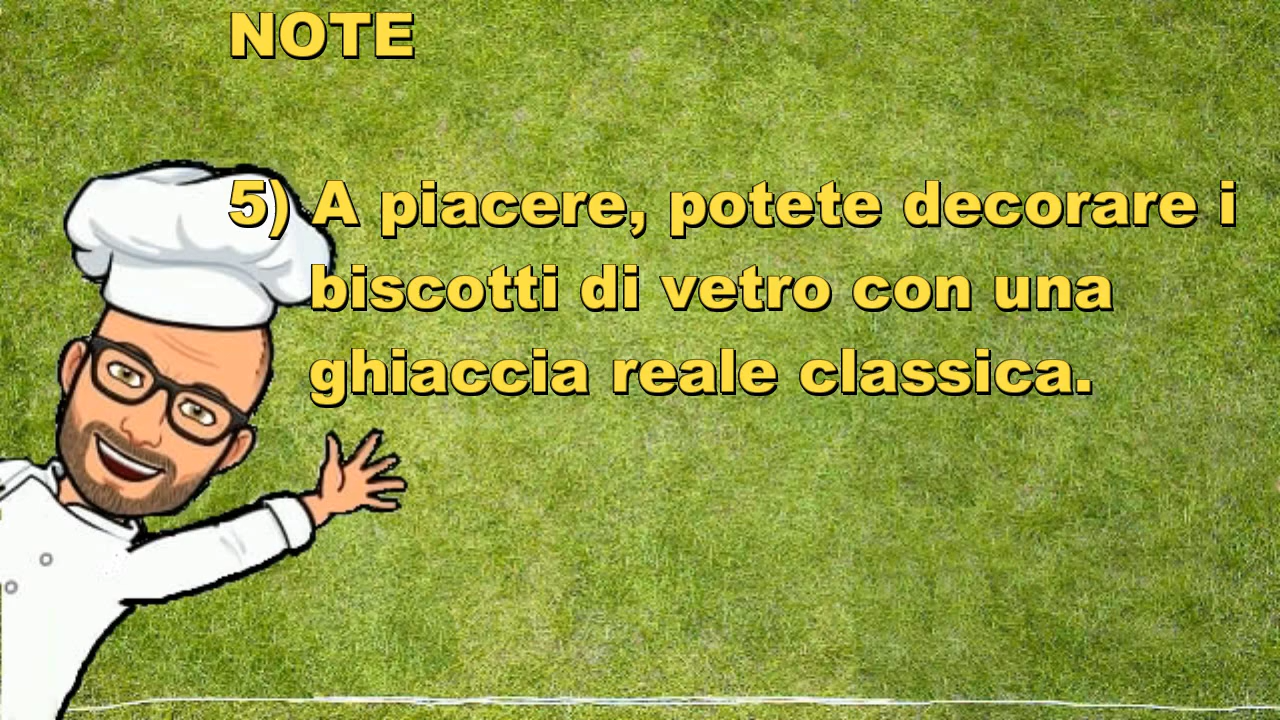 NOTE
5) A piacere, potete decorare i
biscotti di vetro con una
ghiaccia reale classica.